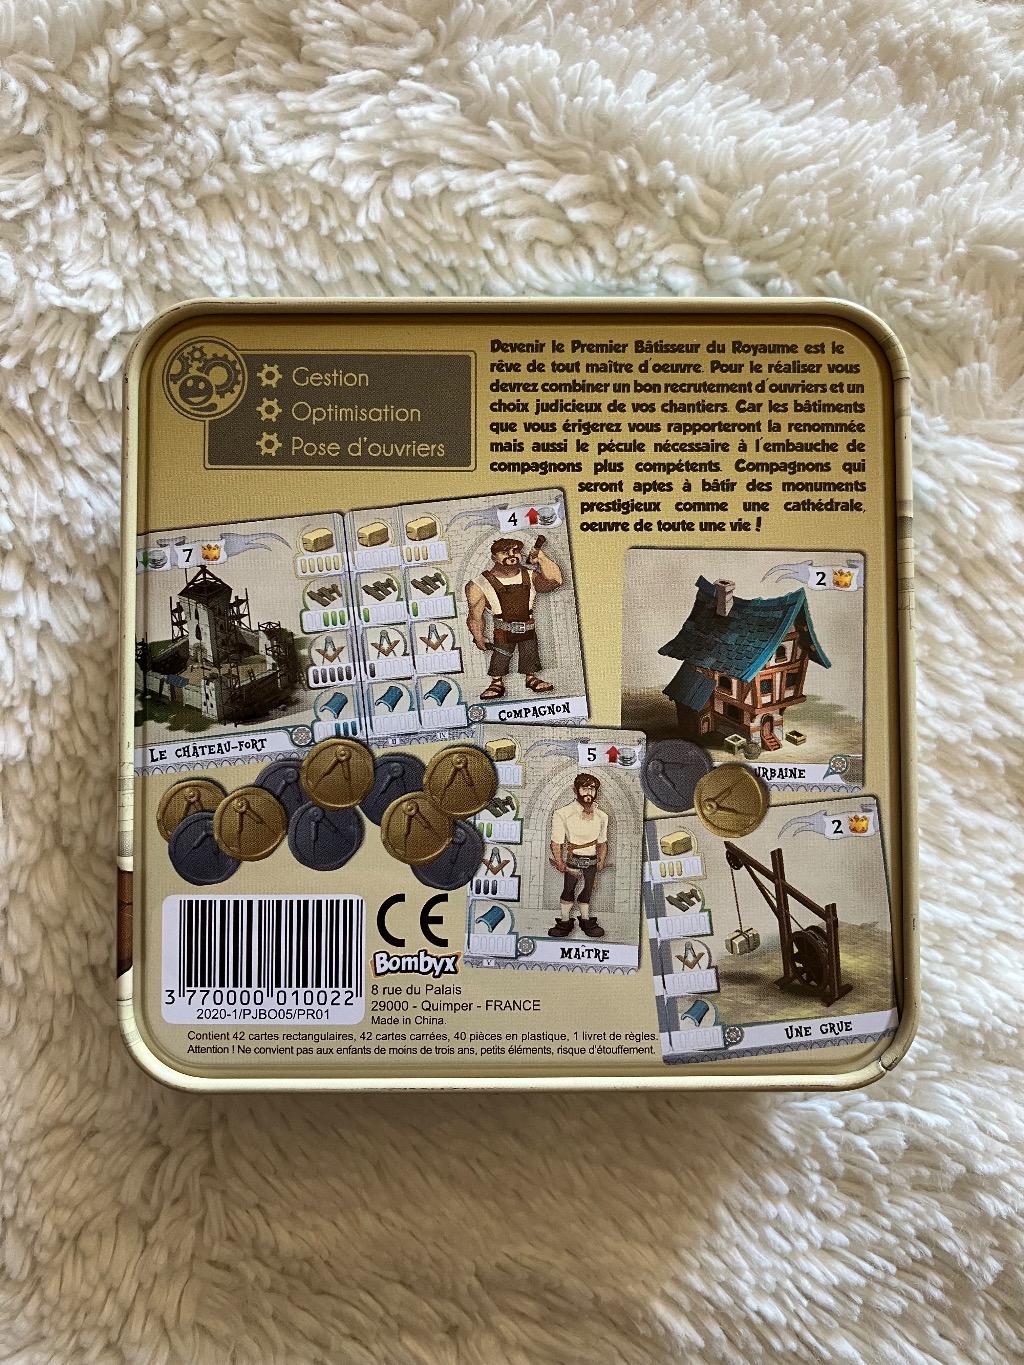 Gestion
Optimisation
Pose d'ouvriers
Devenir le Premier Bâtisseur du Royaume est le
rêve de tout maître d'oeuvre. Pour le réaliser vous
devrez combiner un bon recrutement d'ouvriers et un
choix judicieux de vos chantiers. Car les bâtiments
que vous érigerez vous rapporteront la renommée
mais aussi le pécule nécessaire à l'embauche de
compagnons plus compétents. Compagnons qui
seront aptes à bâtir des monuments
prestigieux comme une cathédrale,
oeuvre de toute une vie !
7
4
LE CHÂTEAU-FORT
COMPAGNON
2
URBAINE
5
MAÎTRE
2
UNE GRUE
3 770000 010022
2020-1/PJBO05/PR01
CE
Bombyx
8 rue du Palais
29000 - Quimper - FRANCE
Made in China.
Contient 42 cartes rectangulaires, 42 cartes carrées, 40 pièces en plastique, 1 livret de règles.
Attention ! Ne convient pas aux enfants de moins de trois ans, petits éléments, risque d'étouffement.